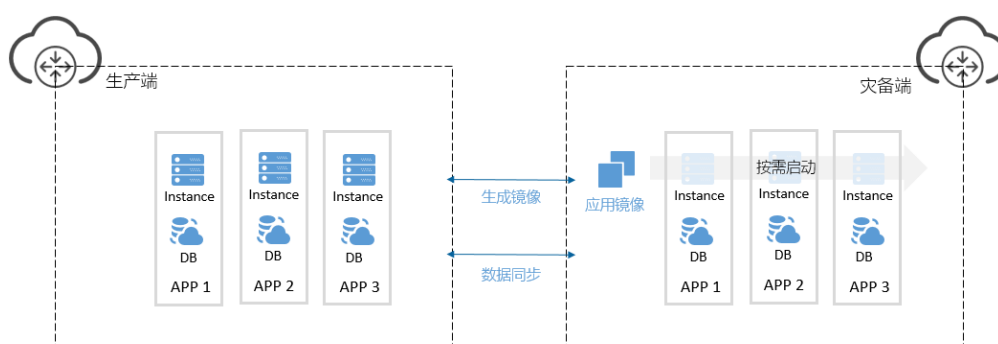 生产端
灾备端
按需启动
Instance
Instance
Instance
生成镜像
应用镜像
Instance
Instance
Instance
DB
DB
DB
数据同步
DB
DB
DB
APP 1
APP 2
APP 3
APP 1
APP 2
APP 3